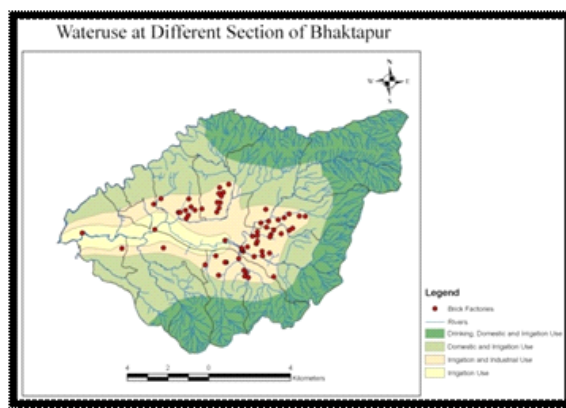 Wateruse at Different Section of Bhaktapur
N
W E
S
Legend
Brick Factories
Rivers
Drinking, Domestic and Irrigation Use
Domestic and Irrigation Use
Irrigation and Industrial Use
Irrigation Use
4 2 0 4
Kilometers